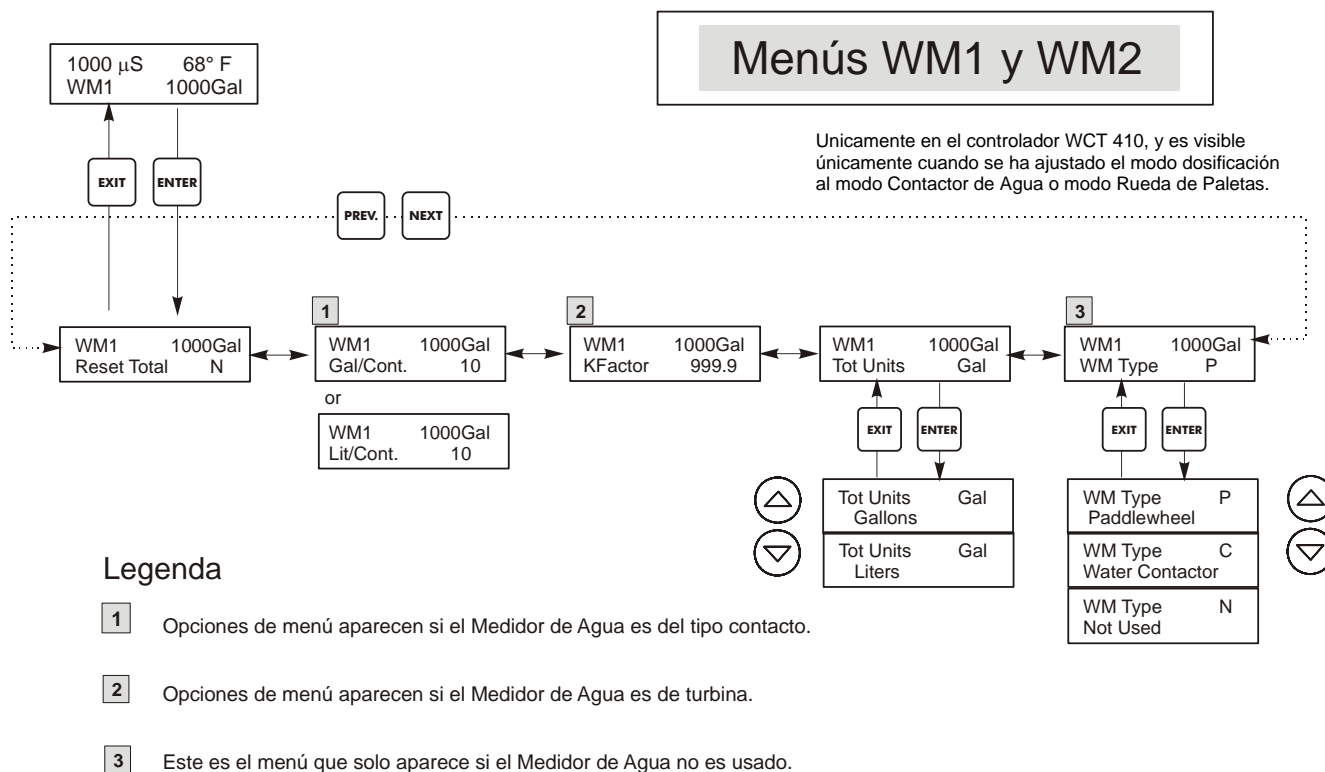 Menús WM1 y WM2
1000 µS 68° F
WM1 1000Gal
Unicamente en el controlador WCT 410, y es visible
únicamente cuando se ha ajustado el modo dosificación
al modo Contactor de Agua o modo Rueda de Paletas.
EXIT
ENTER
PREV.
NEXT
WM1 1000Gal
Reset Total N
1
WM1 1000Gal
Gal/Cont. 10
or
WM1 1000Gal
Lit/Cont. 10
2
WM1 1000Gal
KFactor 999.9
WM1 1000Gal
Tot Units Gal
EXIT
ENTER
Tot Units Gal
Gallons
Tot Units Gal
Liters
3
WM1 1000Gal
WM Type P
EXIT
ENTER
WM Type P
Paddlewheel
WM Type C
Water Contactor
WM Type N
Not Used
Legenda
1 Opciones de menú aparecen si el Medidor de Agua es del tipo contacto.
2 Opciones de menú aparecen si el Medidor de Agua es de turbina.
3 Este es el menú que solo aparece si el Medidor de Agua no es usado.